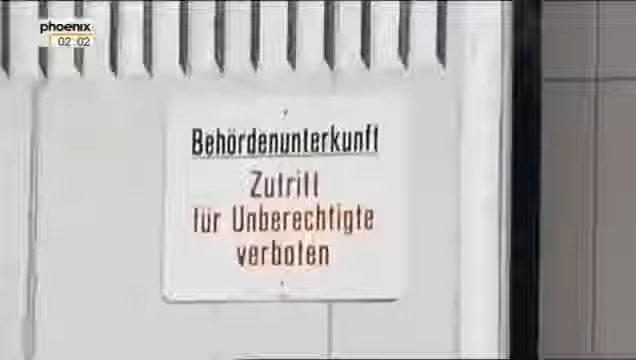 phoenix
02:02
Behördenunterkunft
Zutritt
für Unberechtigte
verboten